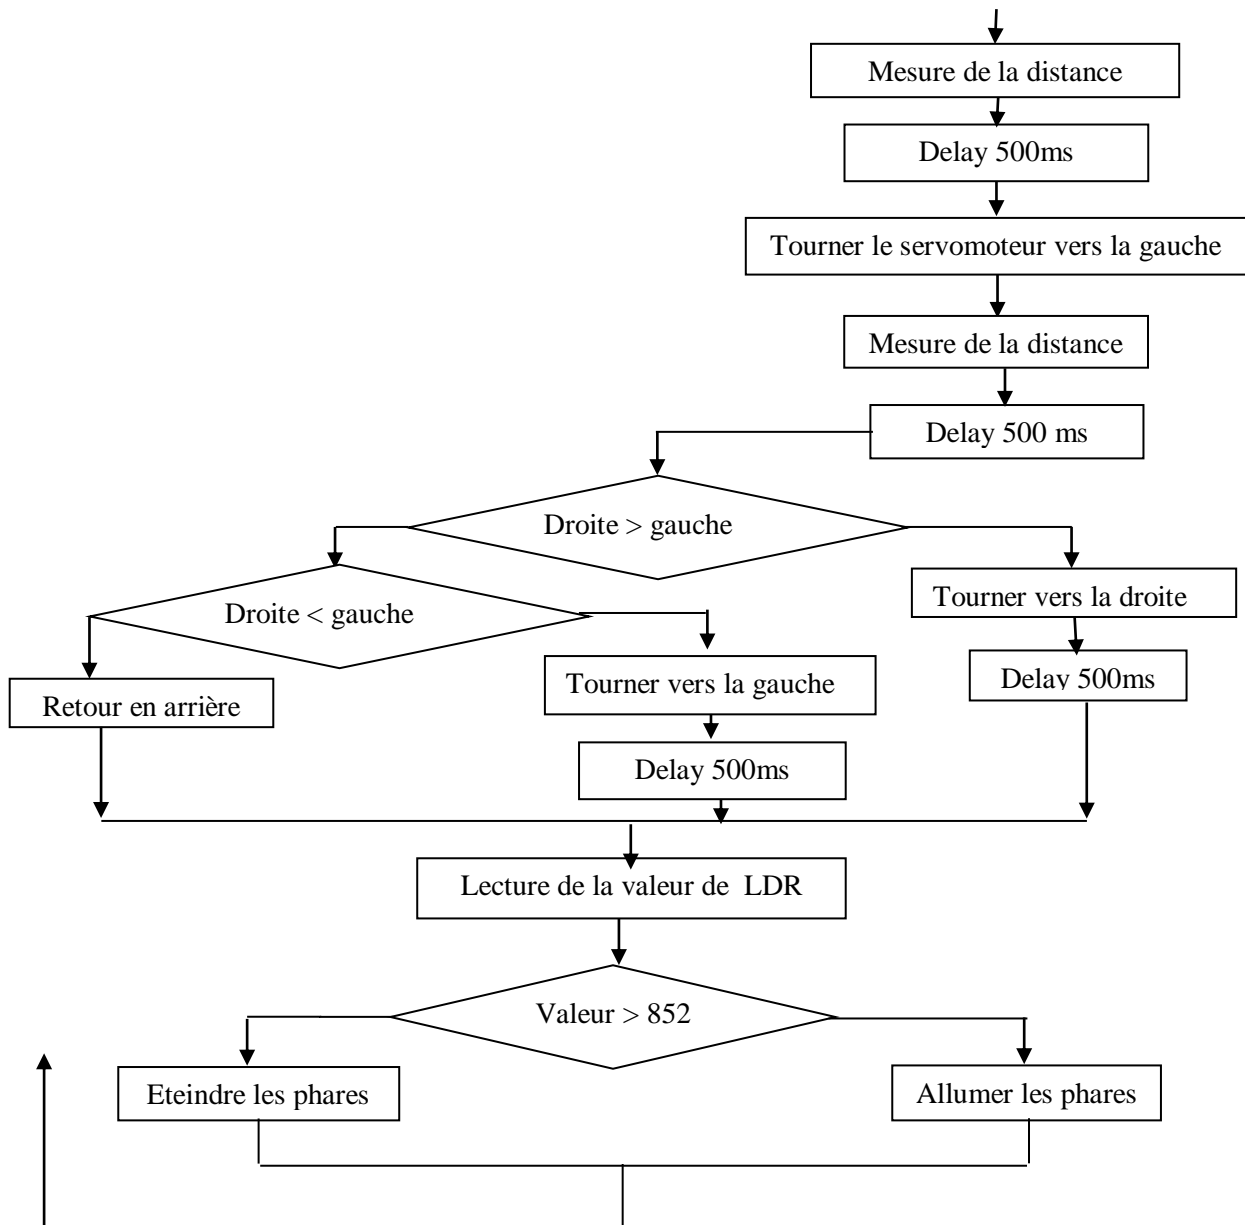 Mesure de la distance
Delay 500ms
Tourner le servomoteur vers la gauche
Mesure de la distance
Delay 500 ms
Droite > gauche
Droite < gauche
Tourner vers la droite
Tourner vers la gauche
Delay 500ms
Retour en arrière
Delay 500ms
Lecture de la valeur de LDR
Valeur > 852
Eteindre les phares
Allumer les phares